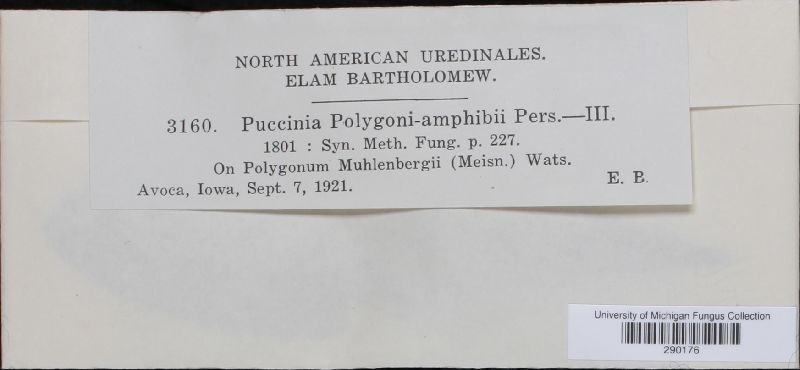 NORTH AMERICAN UREDINALES.
ELAM BARTHOLOMEW.
3160. Puccinia Polygoni-amphibii Pers.—III.
1801 : Syn. Meth. Fung. p. 227.
On Polygonum Muhlenbergii (Meisn.) Wats.
Avoca, Iowa, Sept. 7, 1921.
E. B.
University of Michigan Fungus Collection
290176